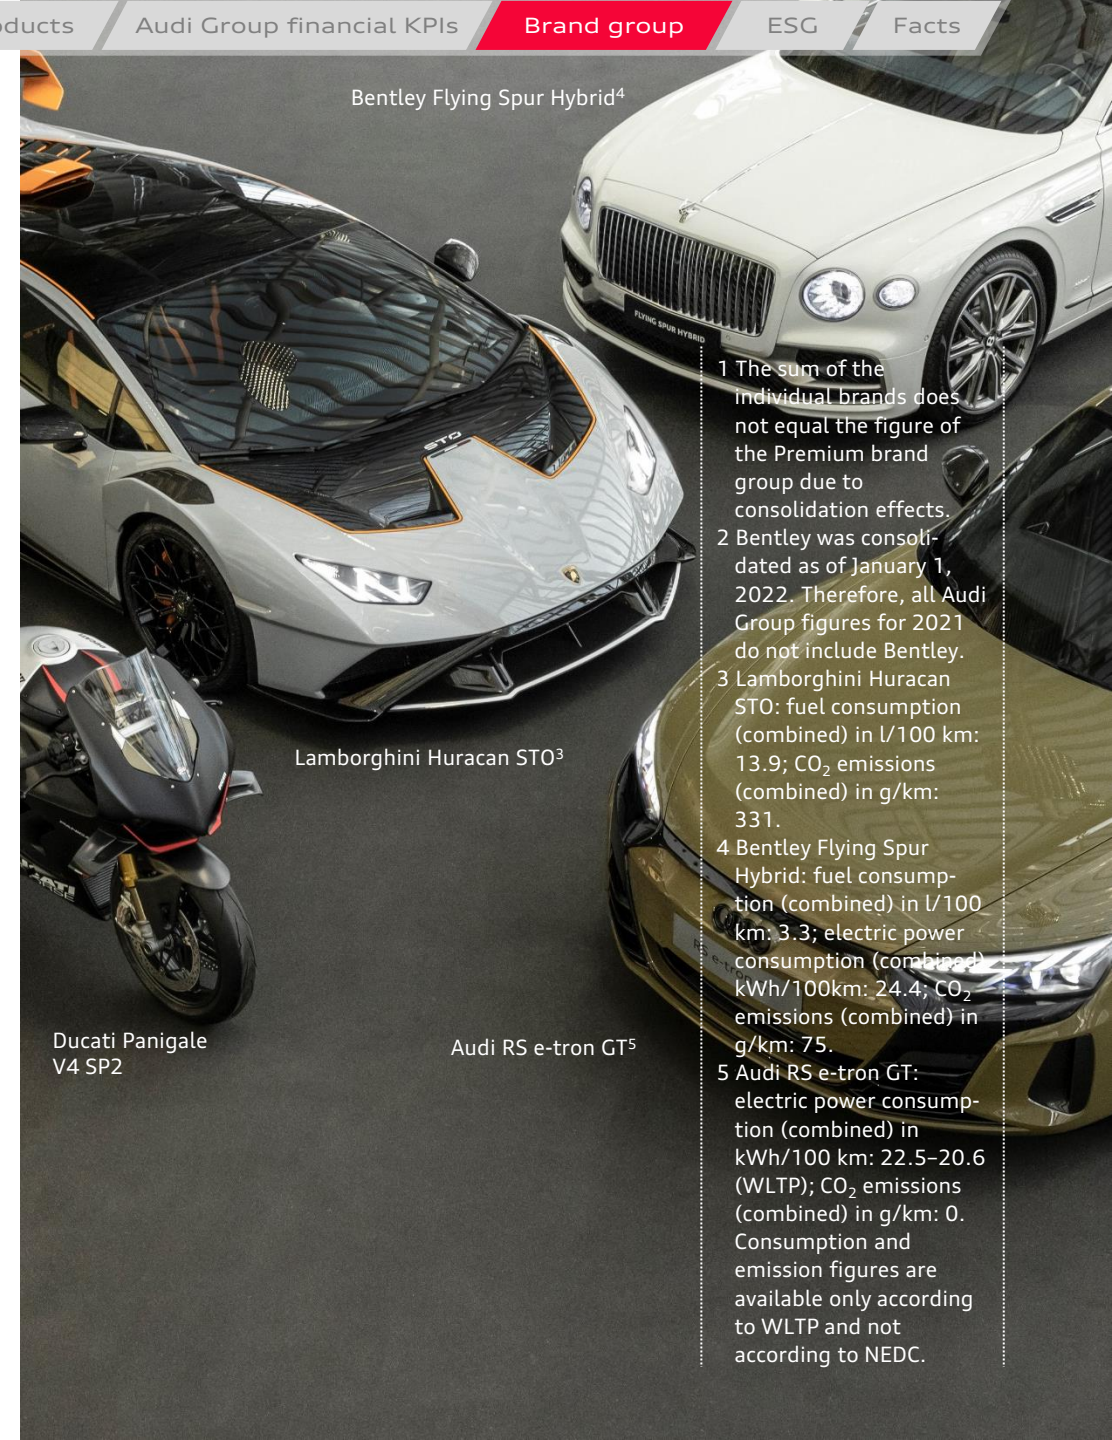 Audi Group financial KPIs
Brand group
ESG
Facts
Bentley Flying Spur Hybrid⁴
FLYING SPUR HYBRID
STO
Lamborghini Huracan STO³
Ducati Panigale
V4 SP2
Audi RS e-tron GT⁵
RS e-tron
1 The sum of the
individual brands does
not equal the figure of
the Premium brand
group due to
consolidation effects.
2 Bentley was consoli-
dated as of January 1,
2022. Therefore, all Audi
Group figures for 2021
do not include Bentley.
3 Lamborghini Huracan
STO: fuel consumption
(combined) in l/100 km:
13.9; CO₂ emissions
(combined) in g/km:
331.
4 Bentley Flying Spur
Hybrid: fuel consump-
tion (combined) in l/100
km: 3.3; electric power
consumption (combined)
kWh/100km: 24.4; CO₂
emissions (combined) in
g/km: 75.
5 Audi RS e-tron GT:
electric power consump-
tion (combined) in
kWh/100 km: 22.5–20.6
(WLTP); CO₂ emissions
(combined) in g/km: 0.
Consumption and
emission figures are
available only according
to WLTP and not
according to NEDC.